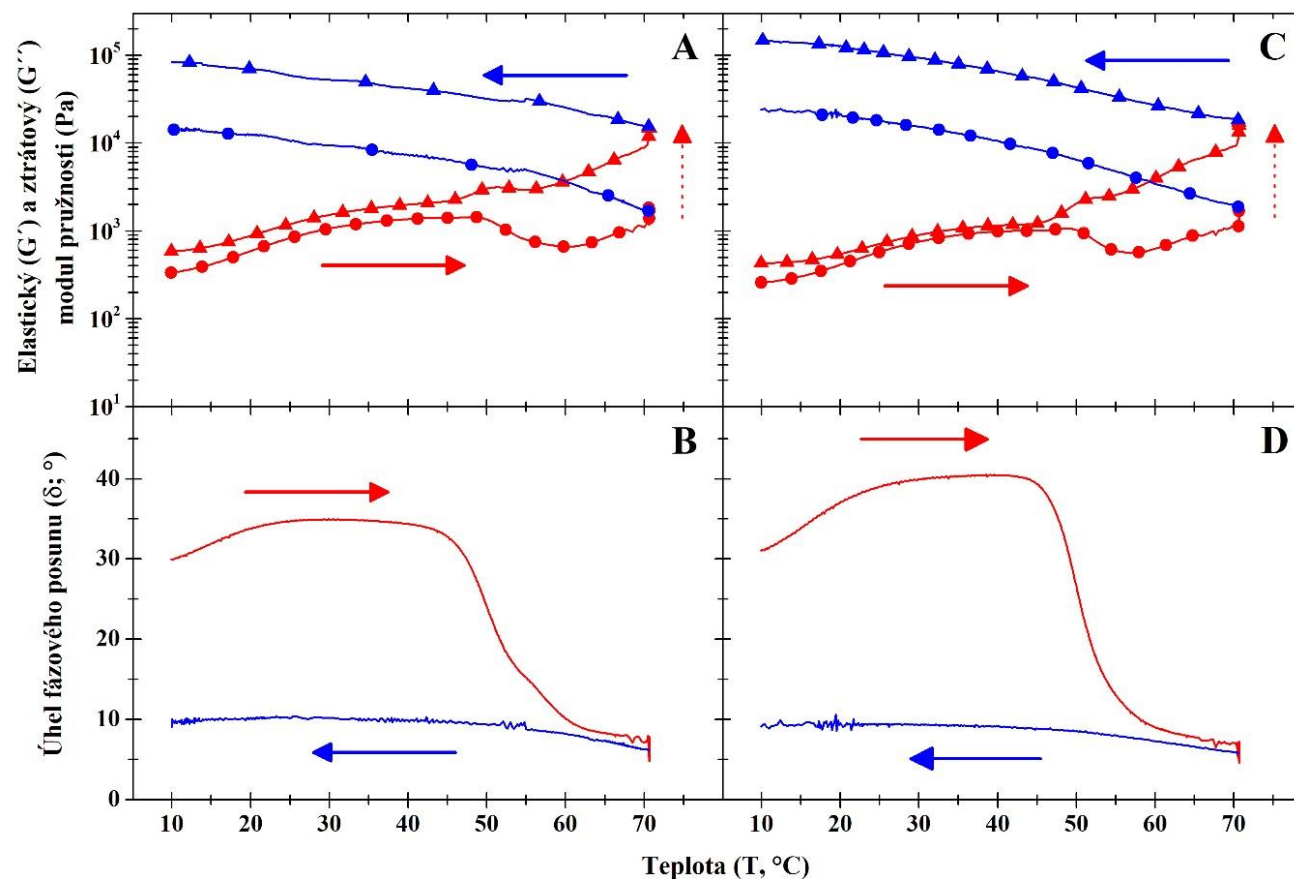 Elastický (G´) a ztrátový (G´´)
modul pružnosti (Pa)
10⁵
10⁴
10³
10²
10¹
A
C
Úhel fázového posunu (δ; °)
40
30
20
10
0
B
D
10 20 30 40 50 60 70
10 20 30 40 50 60 70
Teplota (T, °C)